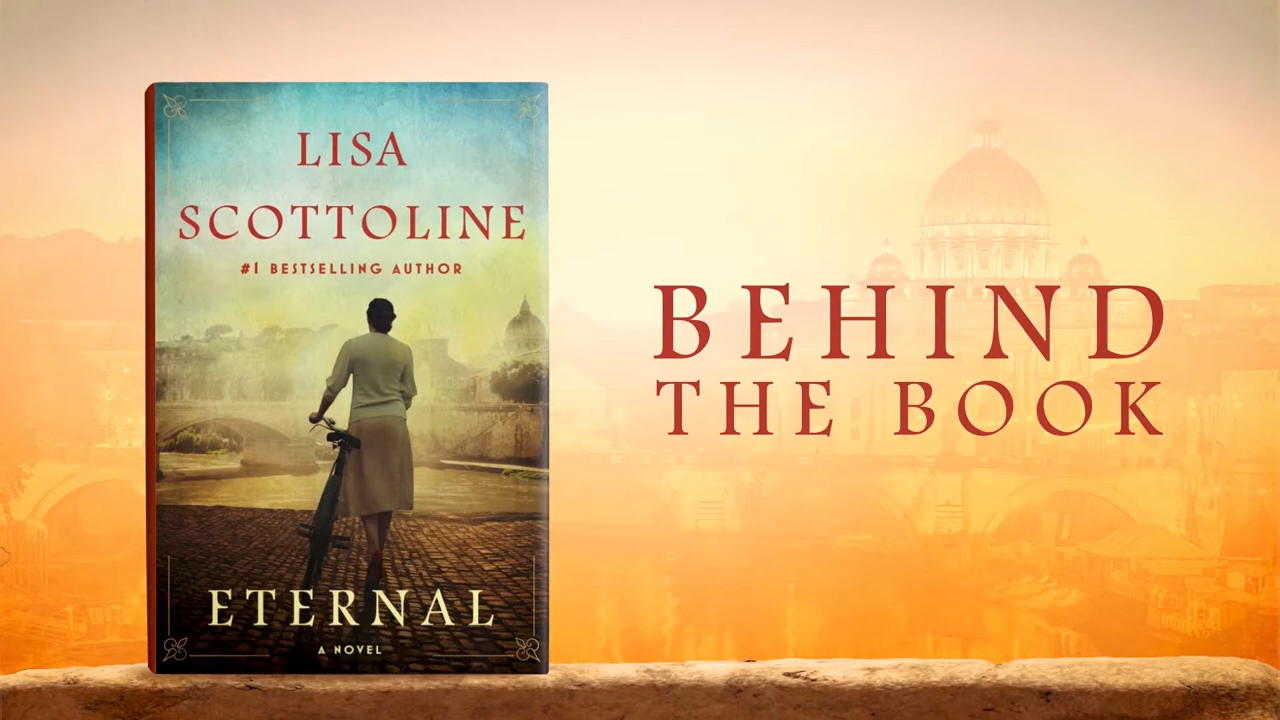 LISA
SCOTTOLINE
#1 BESTSELLING AUTHOR
ETERNAL
A NOVEL
BEHIND
THE BOOK